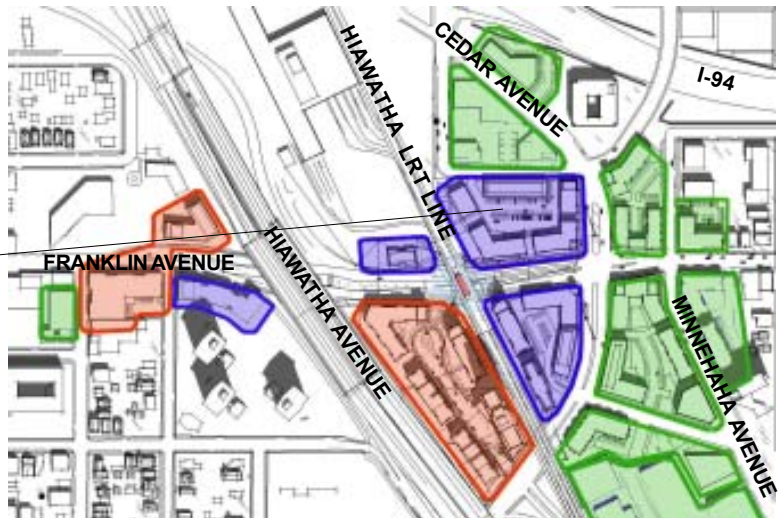 CEDAR AVENUE
I-94
HIAWATHA LRT LINE
FRANKLIN AVENUE
HIAWATHA AVENUE
MINNEHAHA AVENUE